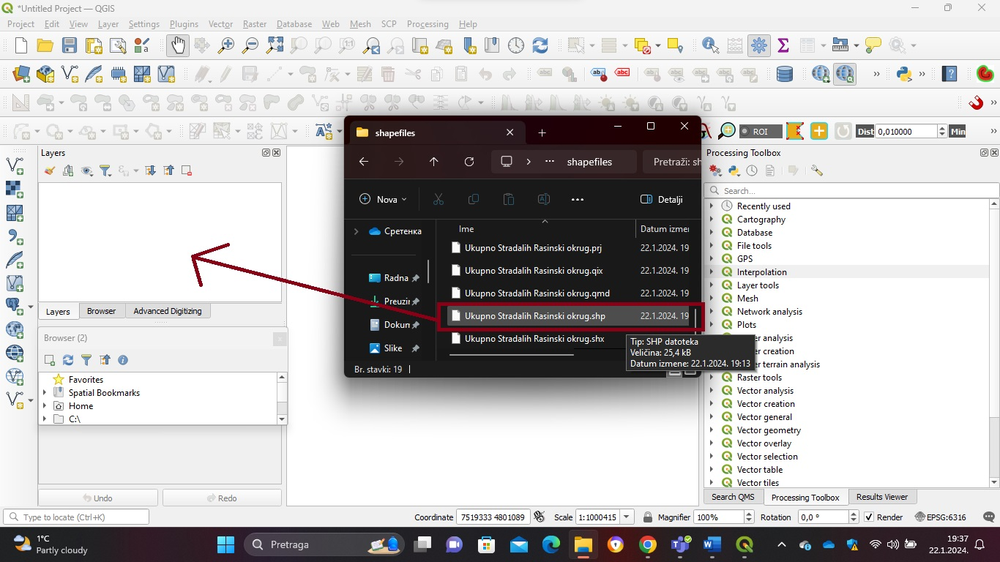 *Untitled Project — QGIS
Project Edit View Layer Settings Plugins Vector Raster Database Web Mesh SCP Processing Help
ROI Dist 0,010000 Min
Layers
Layers Browser Advanced Digitizing
Browser (2)
Favorites
Spatial Bookmarks
Home
C:\
Undo Redo
shapefiles
shapefiles Pretraži: sh
Nova Detalji
Сретенка
Radna
Preuzin
Dokun
Slike
Ime Datum izmen
Ukupno Stradalih Rasinski okrug.prj 22.1.2024. 19
Ukupno Stradalih Rasinski okrug.qix 22.1.2024. 19
Ukupno Stradalih Rasinski okrug.qmd 22.1.2024. 19
Ukupno Stradalih Rasinski okrug.shp 22.1.2024. 19
Ukupno Stradalih Rasinski okrug.shx
Br. stavki: 19
Tip: SHP datoteka
Veličina: 25,4 kB
Datum izmene: 22.1.2024. 19:13
Processing Toolbox
Search...
Recently used
Cartography
Database
File tools
GPS
Interpolation
Layer tools
Mesh
Network analysis
Plots
er analysis
er creation
er terrain analysis
Raster tools
Vector analysis
Vector creation
Vector general
Vector geometry
Vector overlay
Vector selection
Vector table
Vector tiles
Search QMS Processing Toolbox Results Viewer
Type to locate (Ctrl+K) Coordinate 7519333 4801089 Scale 1:1000415 Magnifier 100% Rotation 0,0 ° Render EPSG:6316
1°C
Partly cloudy
Pretraga
19:37
22.1.2024.